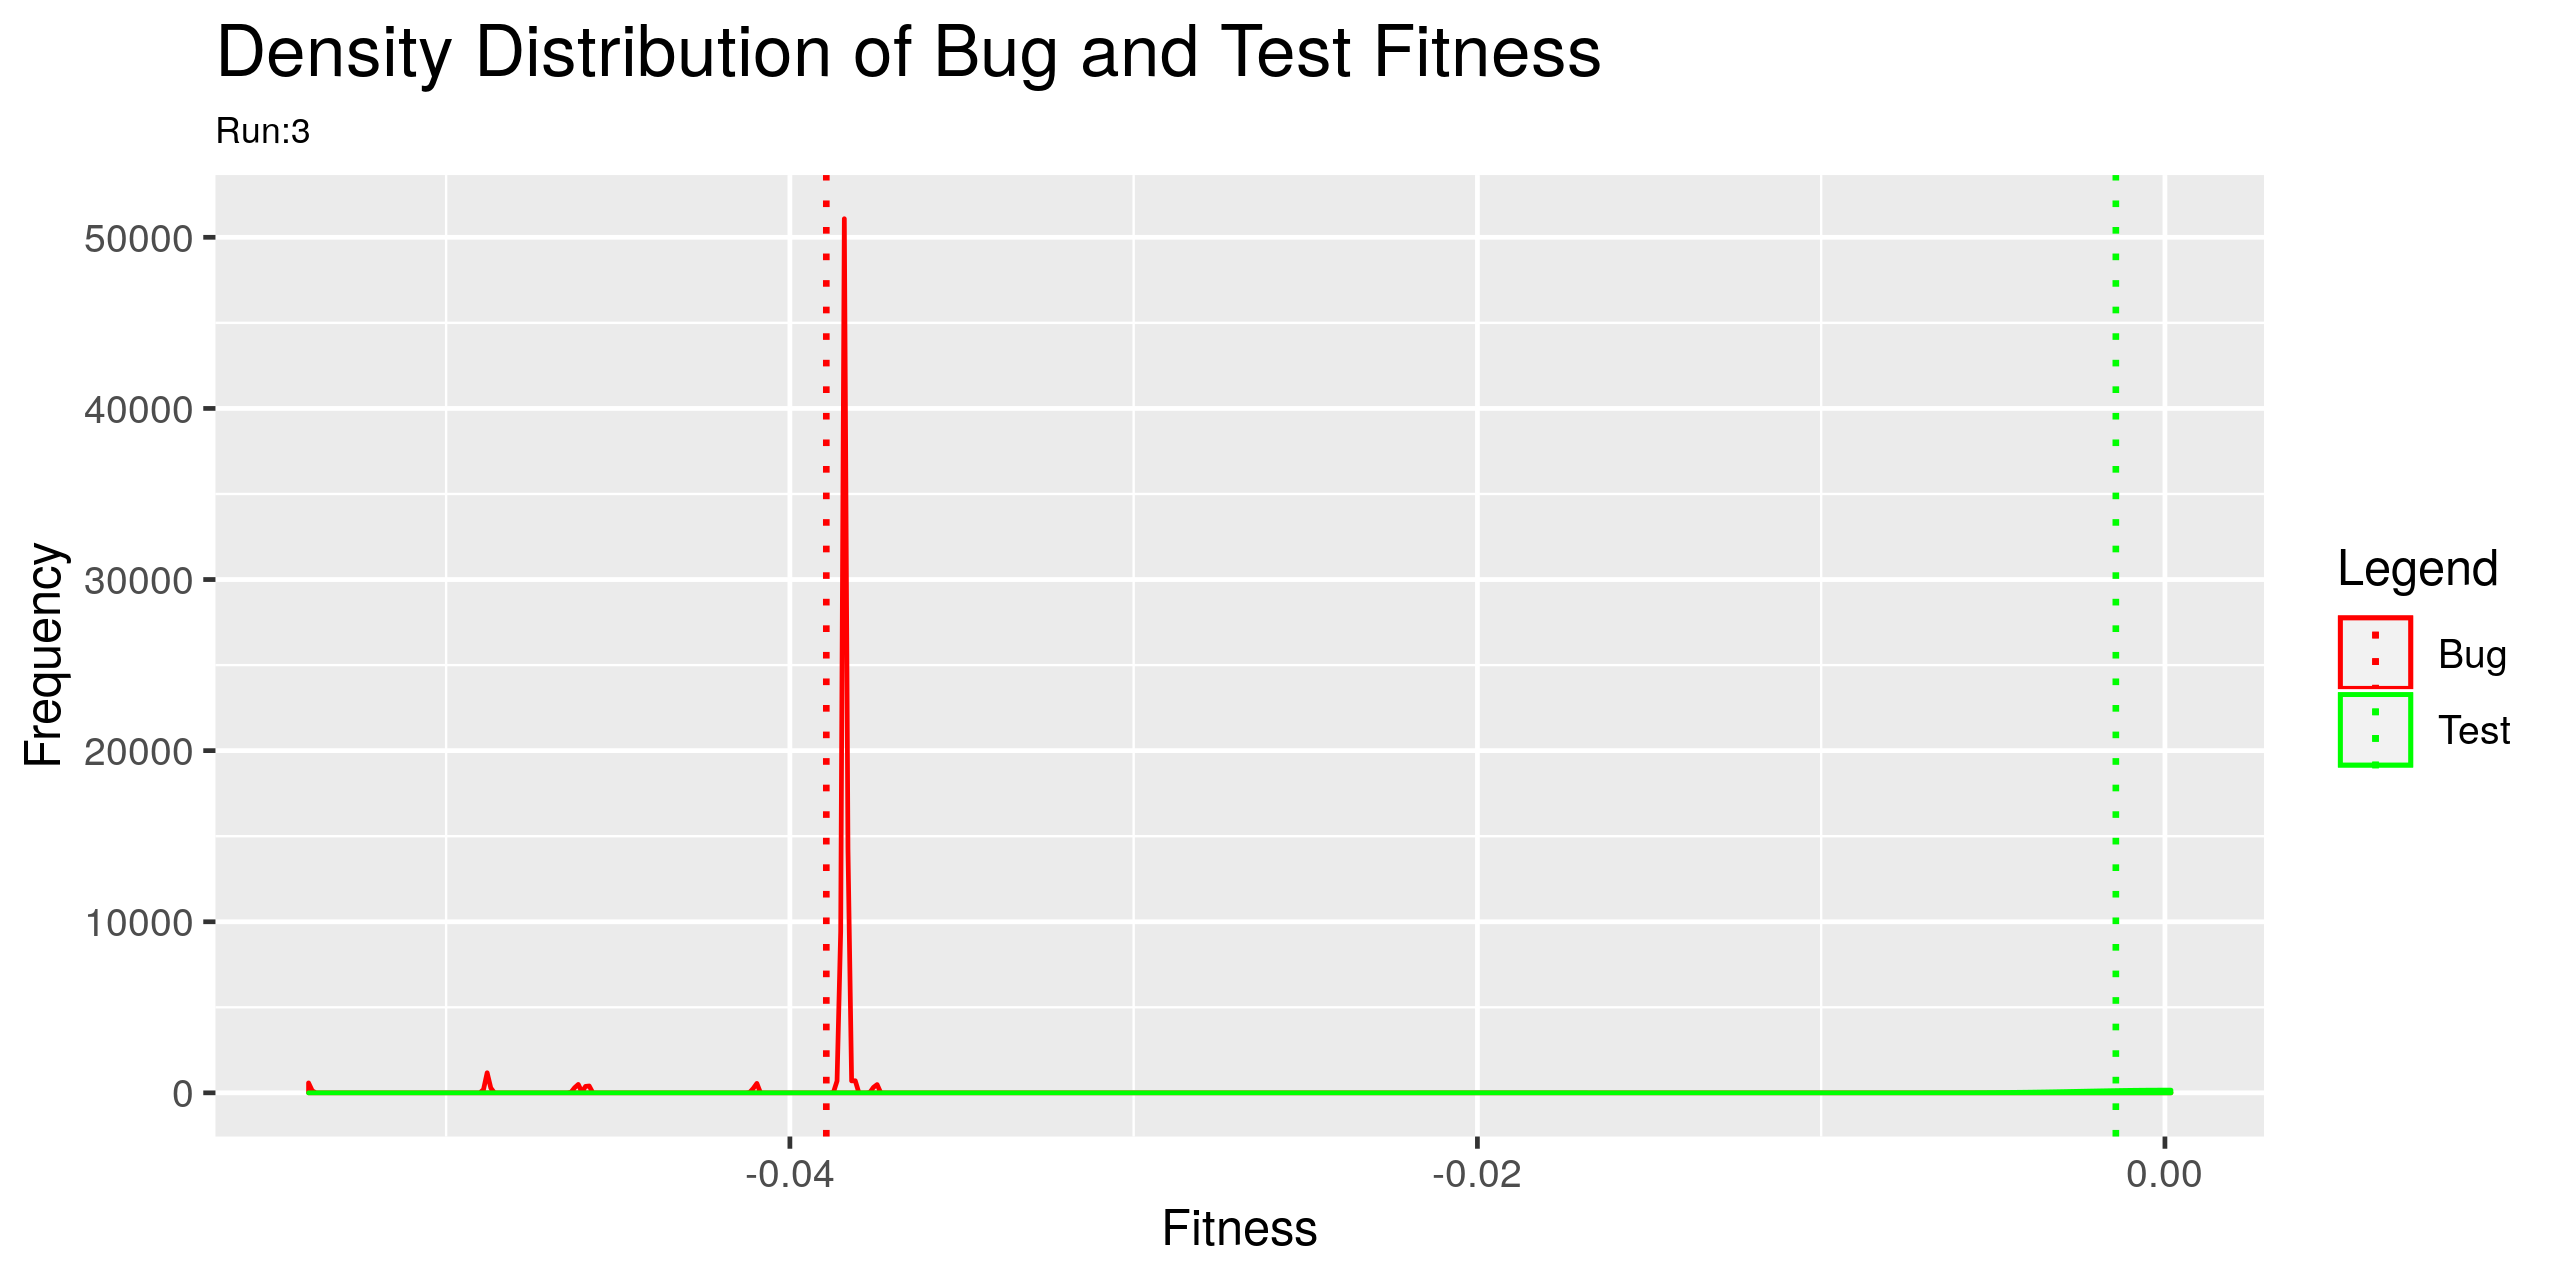 Density Distribution of Bug and Test Fitness
Run:3
50000
40000
30000
20000
10000
0
Frequency
-0.04
-0.02
0.00
Fitness
Legend
Bug
Test